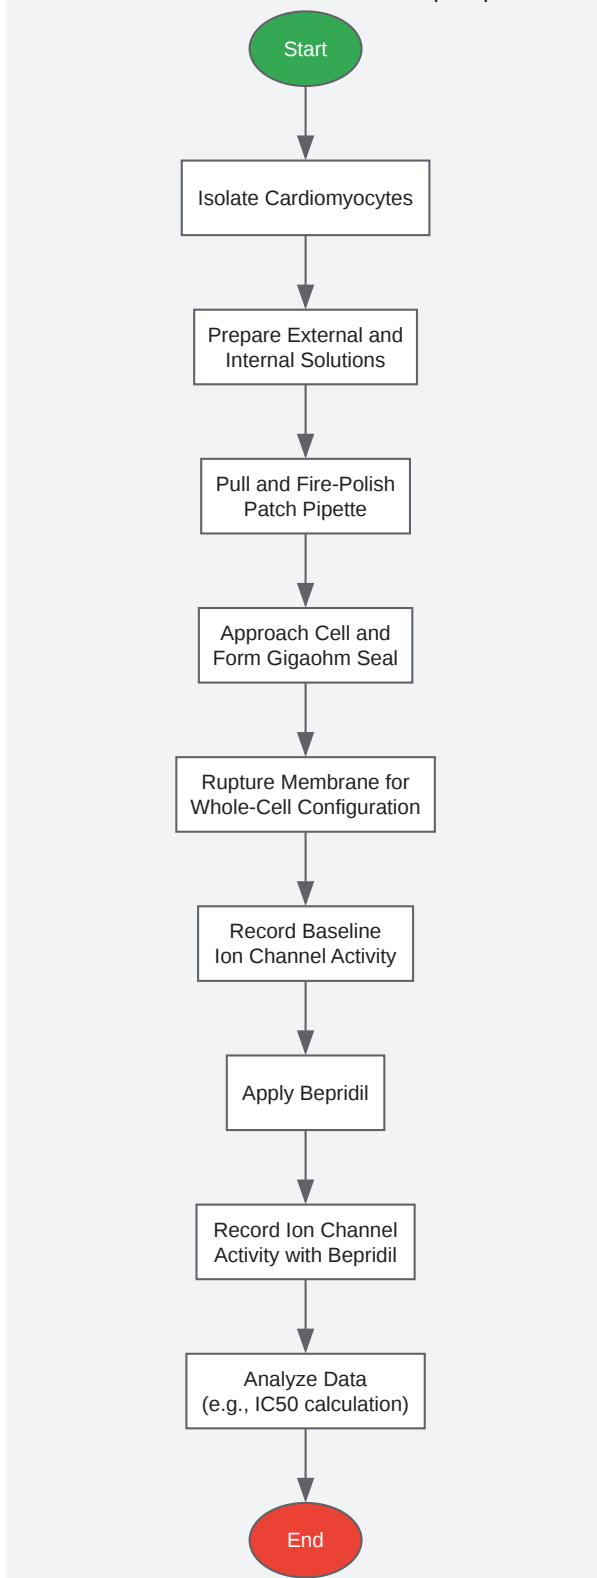 Start
Isolate Cardiomyocytes
Prepare External and
Internal Solutions
Pull and Fire-Polish
Patch Pipette
Approach Cell and
Form Gigaohm Seal
Rupture Membrane for
Whole-Cell Configuration
Record Baseline
Ion Channel Activity
Apply Bepridil
Record Ion Channel
Activity with Bepridil
Analyze Data
(e.g., IC50 calculation)
End